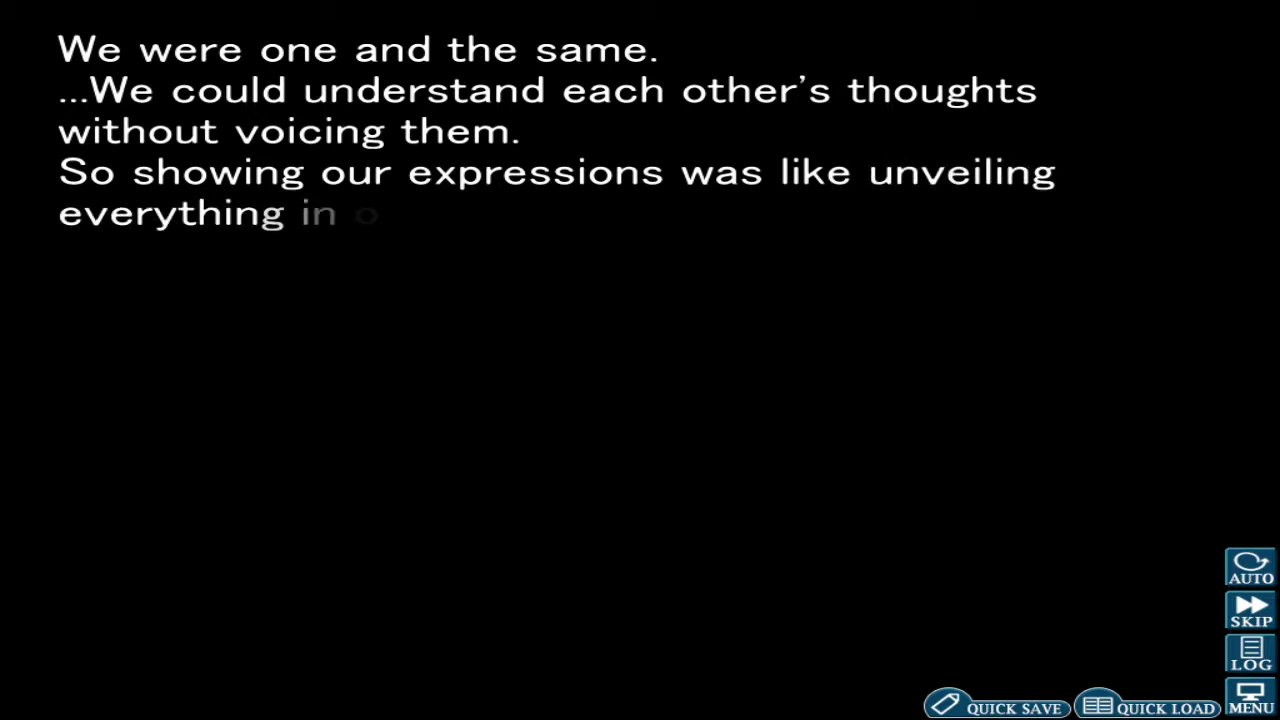 We were one and the same.
...We could understand each other's thoughts
without voicing them.
So showing our expressions was like unveiling
everything in o
AUTO
SKIP
LOG
MENU
QUICK SAVE
QUICK LOAD